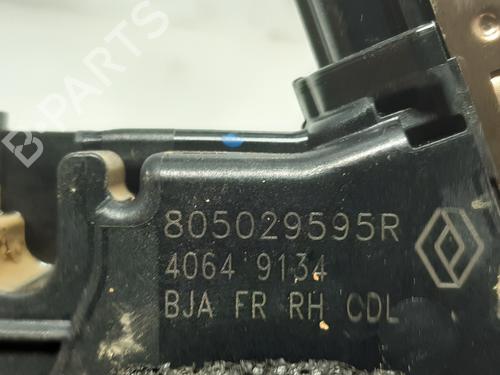 B-PARTS
805029595R
4064 9134
BJA FR RH CDL